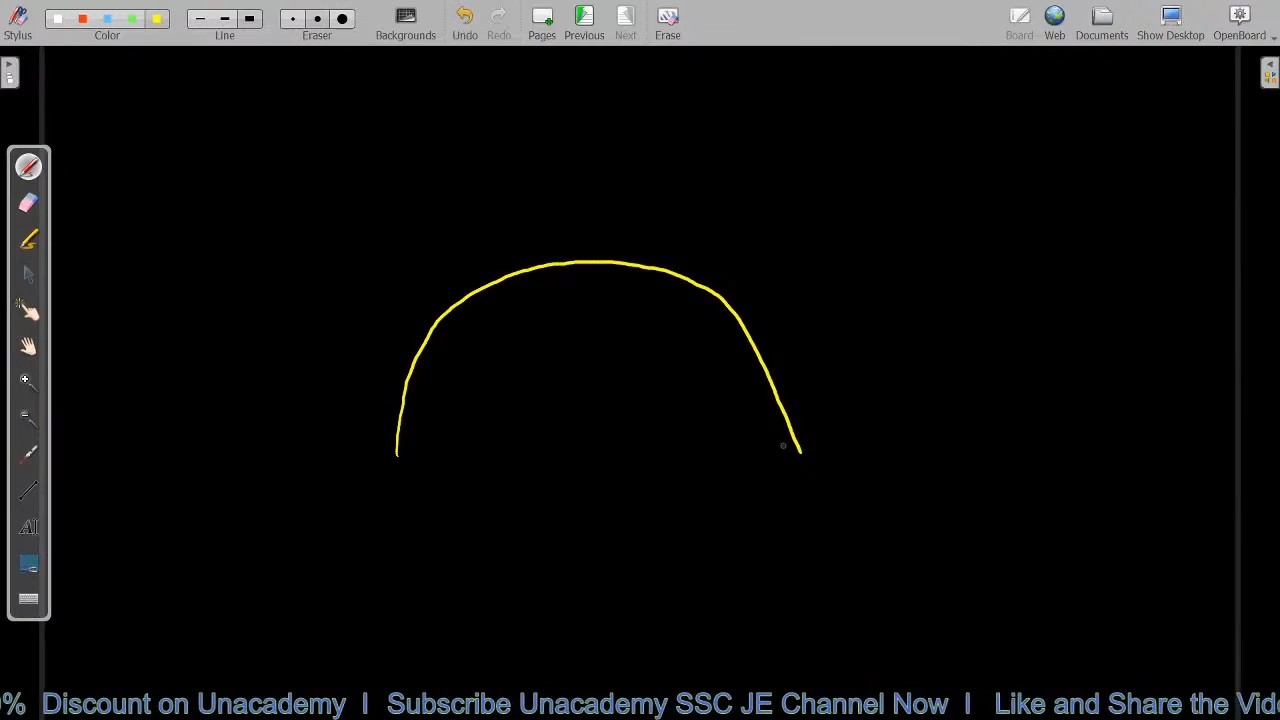 Stylus
Color
Line
Eraser
Backgrounds
Undo
Redo
Pages
Previous
Next
Erase
Board
Web
Documents
Show Desktop
OpenBoard
AI
% Discount on Unacademy I Subscribe Unacademy SSC JE Channel Now I Like and Share the Vid